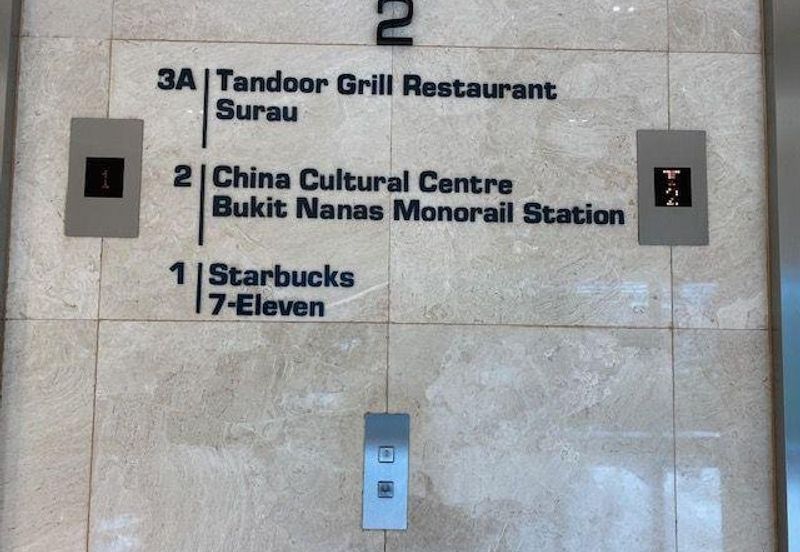 2
3A Tandoor Grill Restaurant
Surau
2 China Cultural Centre
Bukit Nanas Monorail Station
1 Starbucks
7-Eleven